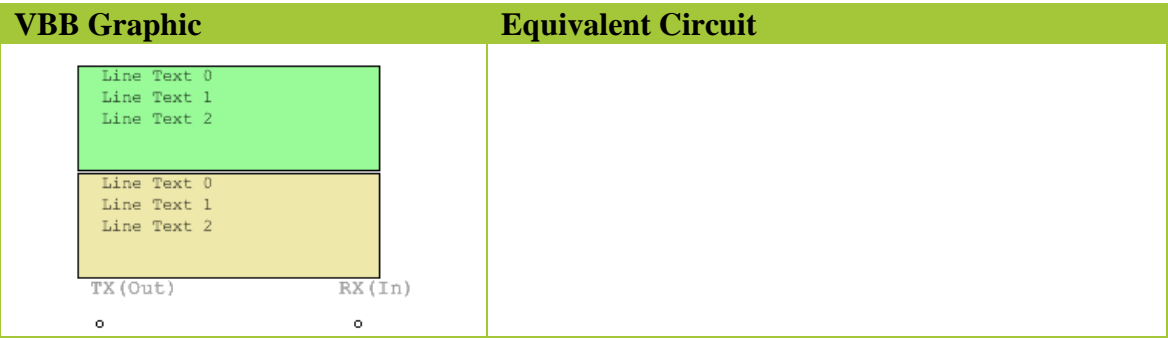 VBB Graphic Equivalent Circuit
Line Text 0
Line Text 1
Line Text 2
Line Text 0
Line Text 1
Line Text 2
TX(Out) RX(In)